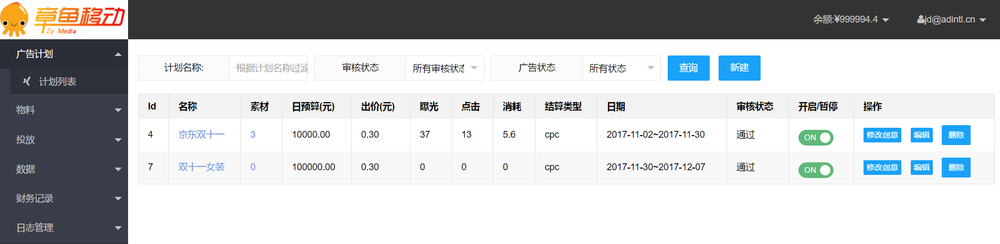 章鱼移动
Zy Media
余额:¥999994.4
jd@adintl.cn
广告计划
计划列表
物料
投放
数据
财务记录
日志管理
计划名称: 根据计划名称过滤 审核状态 所有审核状态 广告状态 所有状态 查询 新建
Id 名称 素材 日预算(元) 出价(元) 曝光 点击 消耗 结算类型 日期 审核状态 开启/暂停 操作
4 京东双十一 3 10000.00 0.30 37 13 5.6 cpc 2017-11-02~2017-11-30 通过 ON 修改创意 编辑 删除
7 双十一女装 0 100000.00 0.30 0 0 0 cpc 2017-11-30~2017-12-07 通过 ON 修改创意 编辑 删除